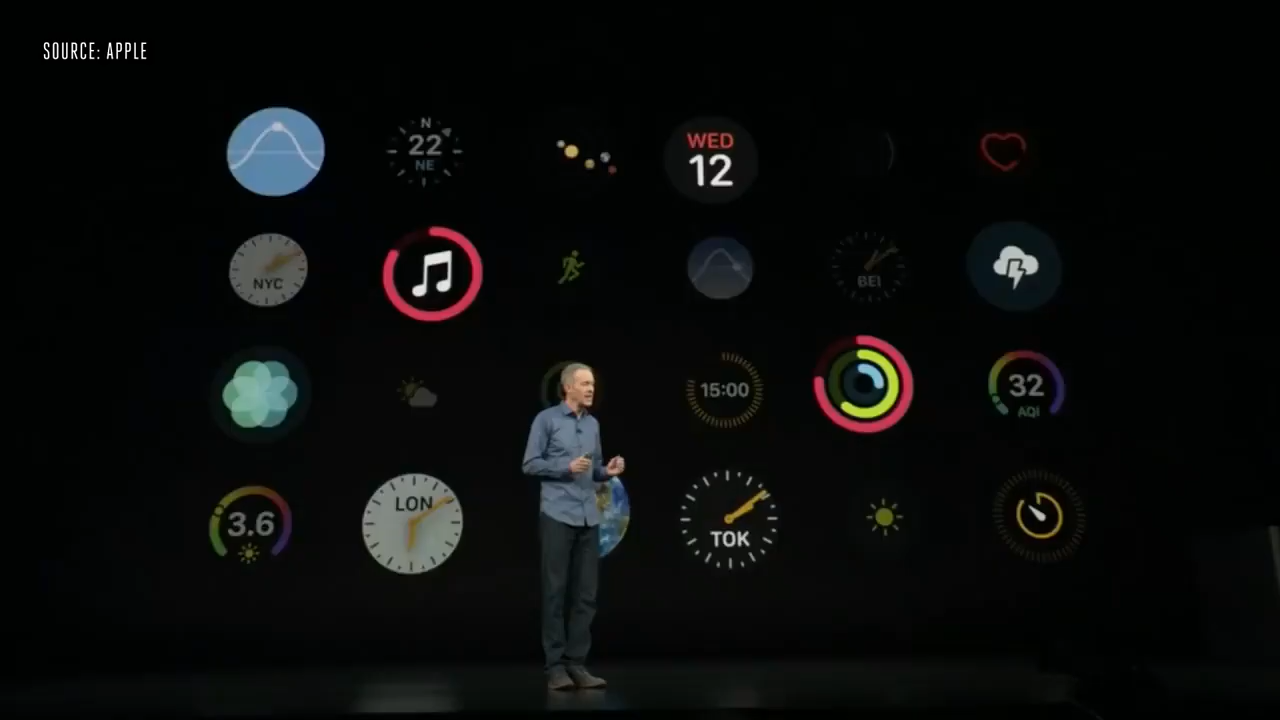 SOURCE: APPLE
N
22
NE
WED
12
NYC
BEI
15:00
32
AQI
3.6
LON
TOK